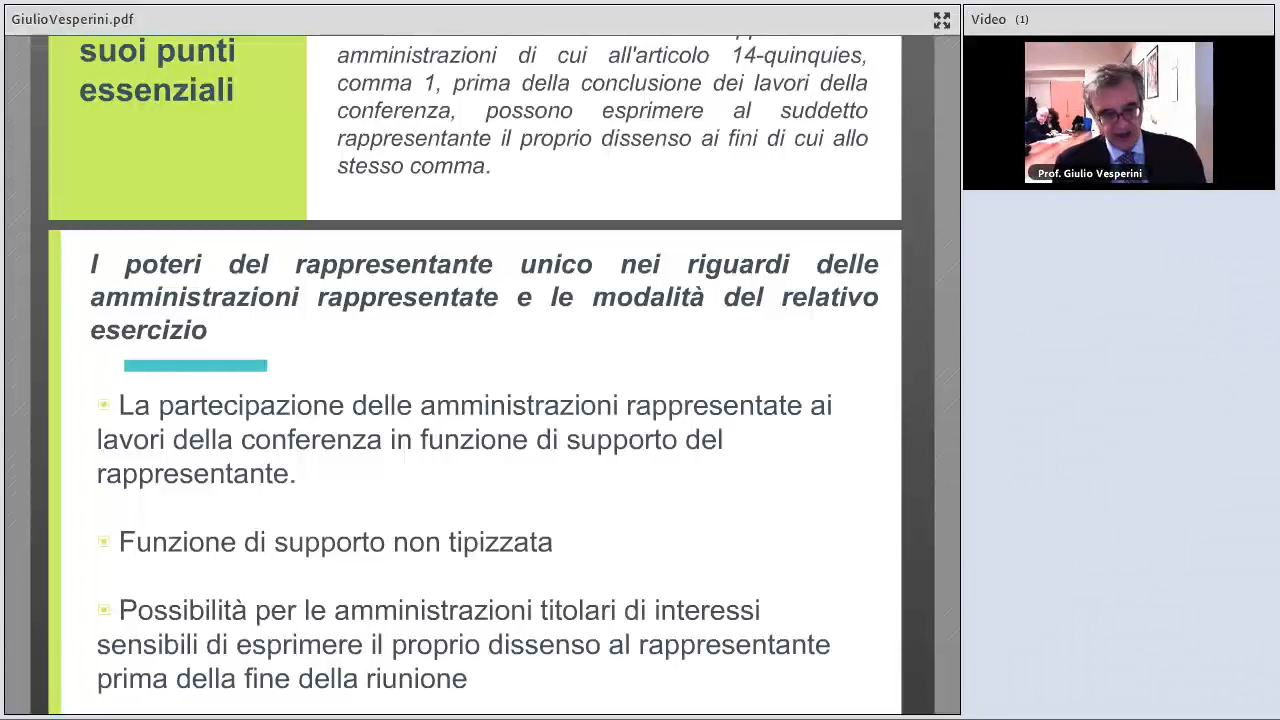 GiulioVesperini.pdf
Video (1)
suoi punti
essenziali
amministrazioni di cui all'articolo 14-quinquies,
comma 1, prima della conclusione dei lavori della
conferenza, possono esprimere al suddetto
rappresentante il proprio dissenso ai fini di cui allo
stesso comma.
Prof. Giulio Vesperini
I poteri del rappresentante unico nei riguardi delle
amministrazioni rappresentate e le modalità del relativo
esercizio
La partecipazione delle amministrazioni rappresentate ai
lavori della conferenza in funzione di supporto del
rappresentante.
Funzione di supporto non tipizzata
Possibilità per le amministrazioni titolari di interessi
sensibili di esprimere il proprio dissenso al rappresentante
prima della fine della riunione